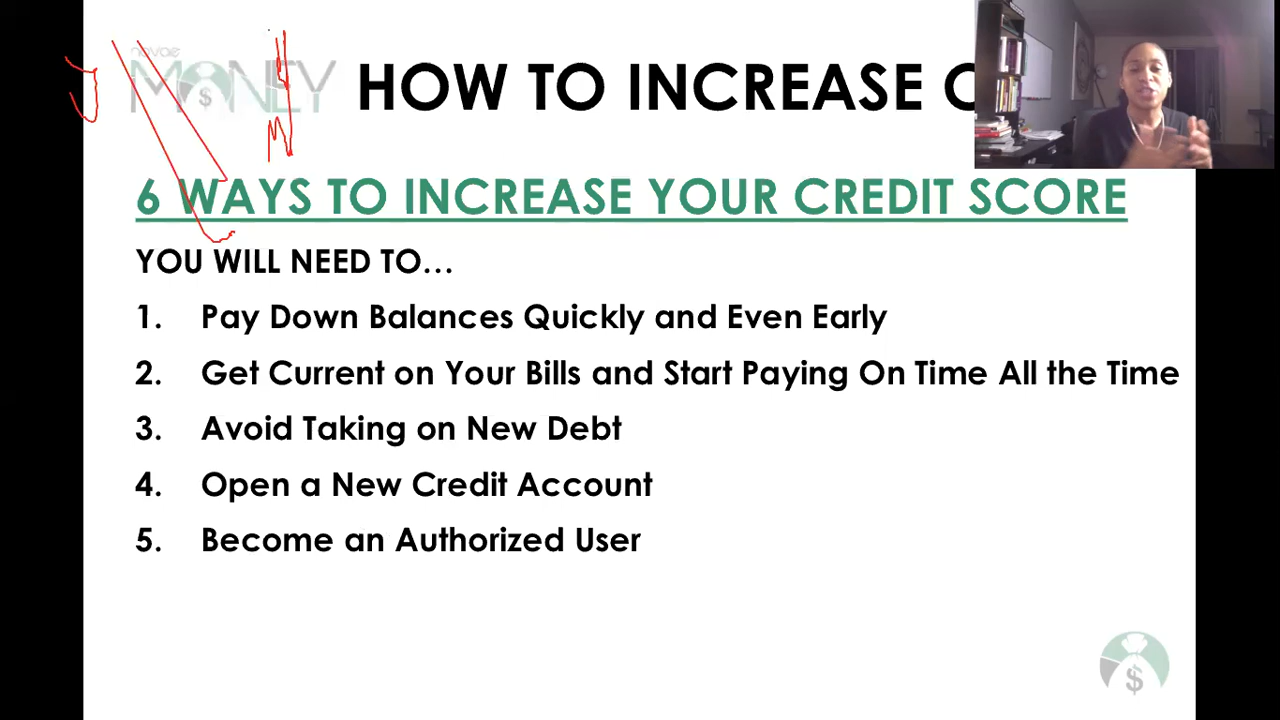 novae
MONEY
HOW TO INCREASE C
6 WAYS TO INCREASE YOUR CREDIT SCORE
YOU WILL NEED TO…
1. Pay Down Balances Quickly and Even Early
2. Get Current on Your Bills and Start Paying On Time All the Time
3. Avoid Taking on New Debt
4. Open a New Credit Account
5. Become an Authorized User
$